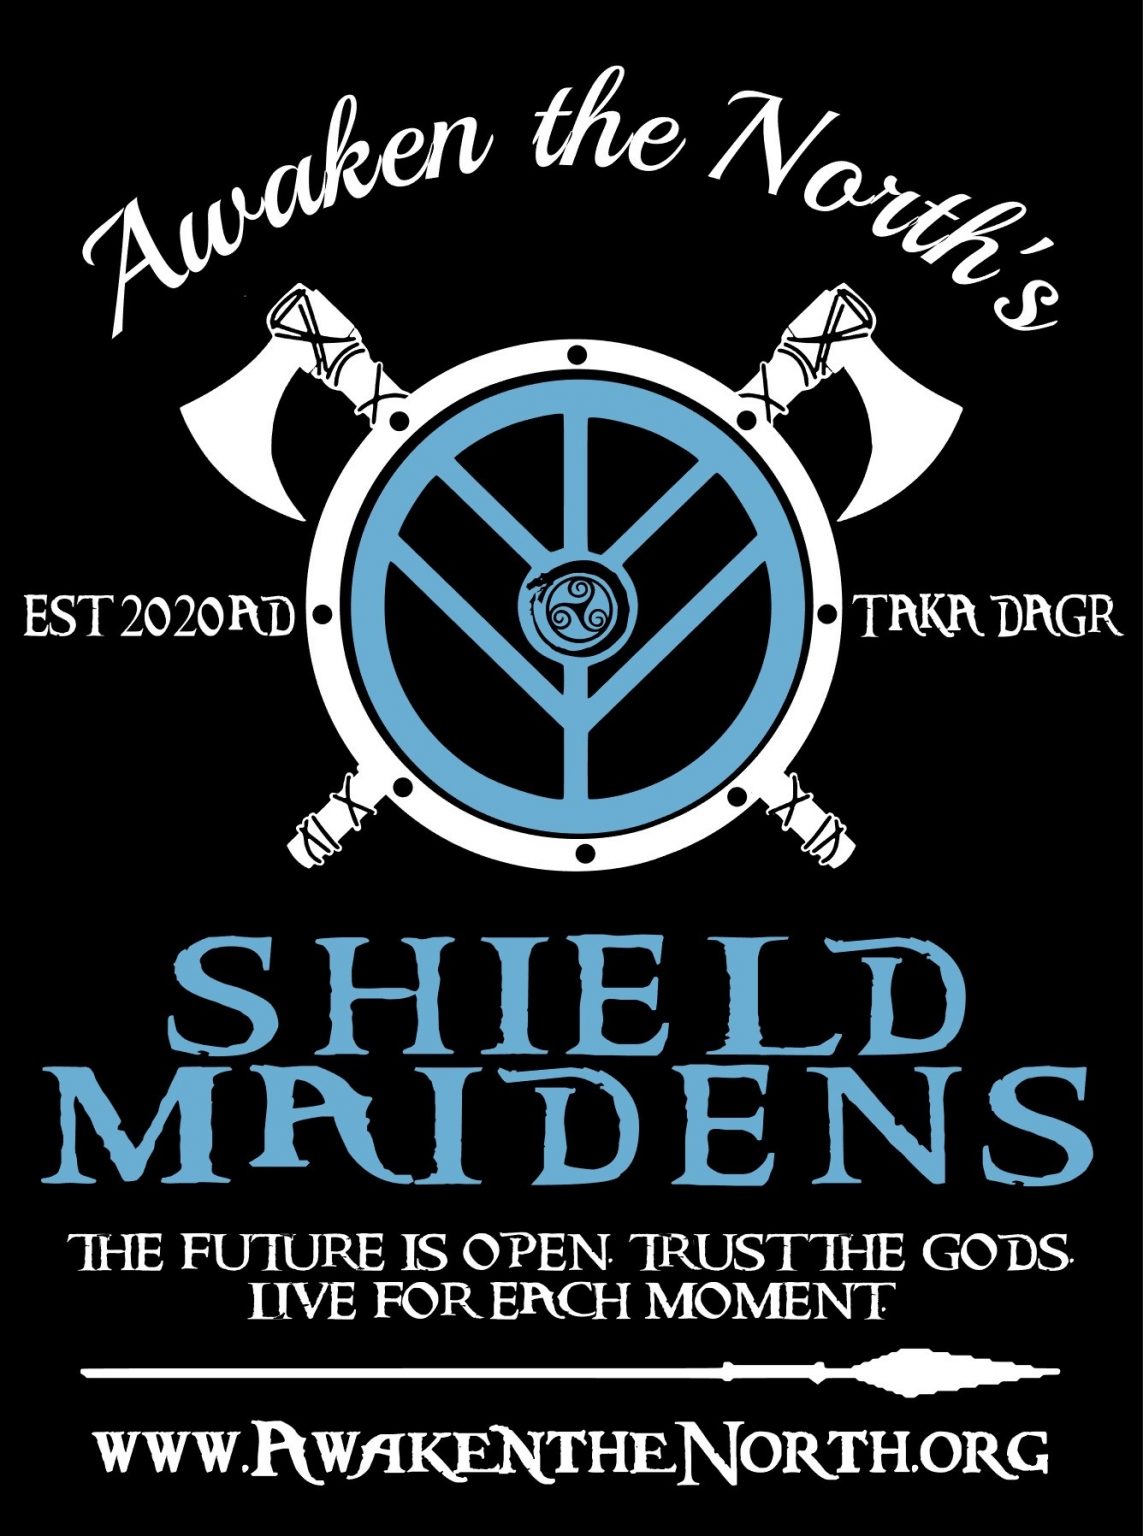 Awaken the North's
EST 2020AD
TAKA DAGR
SHIELD
MAIDENS
THE FUTURE IS OPEN. TRUST THE GODS.
LIVE FOR EACH MOMENT.
WWW.AWAKENTHENORTH.ORG